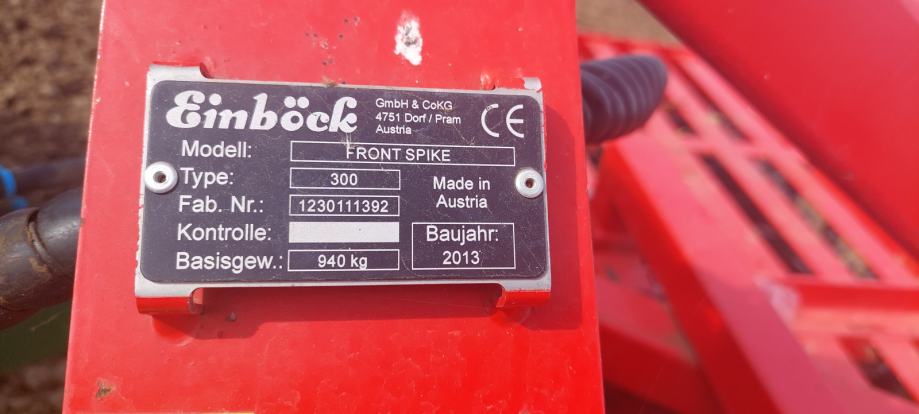 Einböck
GmbH & CoKG
4751 Dorf / Pram
Austria
CE
Modell: FRONT SPIKE
Type: 300
Made in
Austria
Fab. Nr.: 1230111392
Kontrolle:
Baujahr:
2013
Basisgew.: 940 kg